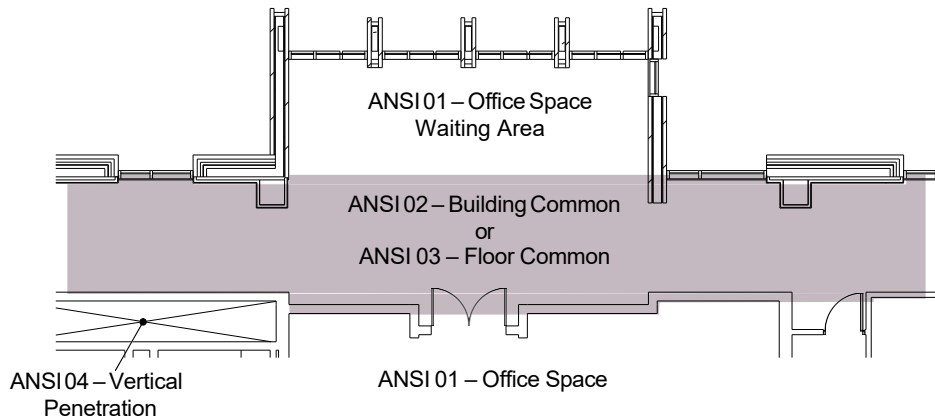 ANSI 01 – Office Space
Waiting Area
ANSI 02 – Building Common
or
ANSI 03 – Floor Common
ANSI 04 – Vertical
Penetration
ANSI 01 – Office Space